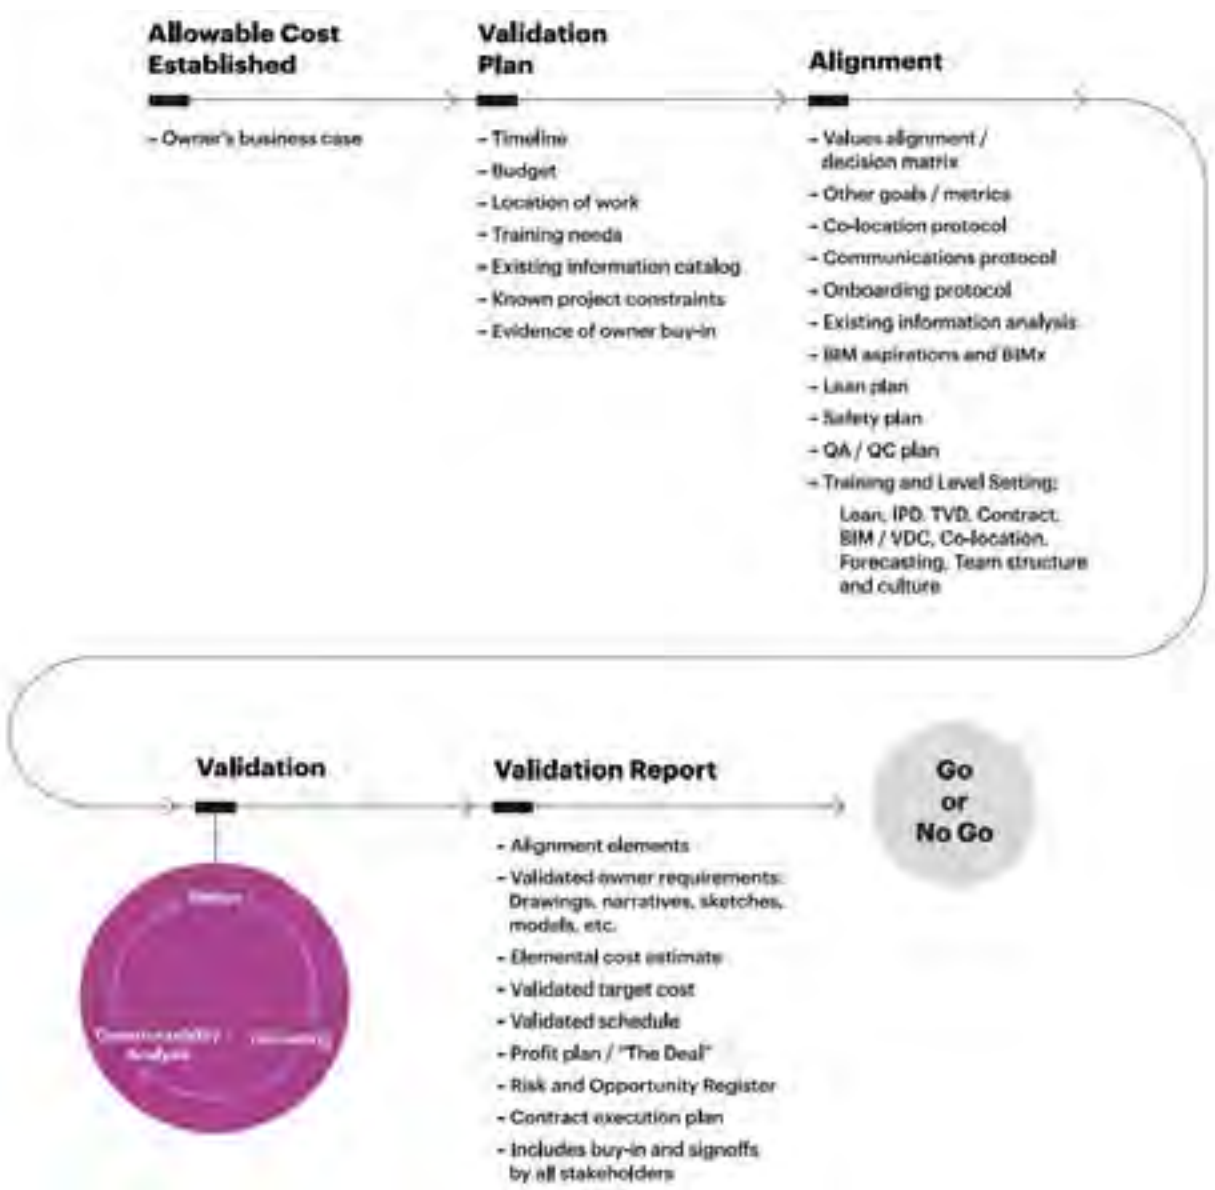 Allowable Cost
Established
– Owner's business case
Validation
Plan
– Timeline
– Budget
– Location of work
– Training needs
– Existing information catalog
– Known project constraints
– Evidence of owner buy-in
Alignment
– Values alignment /
decision matrix
– Other goals / metrics
– Co-location protocol
– Communications protocol
– Onboarding protocol
– Existing information analysis
– BIM aspirations and BIMx
– Lean plan
– Safety plan
– QA / QC plan
– Training and Level Setting:
Lean, IPD, TVD, Contract,
BIM / VDC, Co-location,
Forecasting, Team structure
and culture
Validation
Constructability
Analysis
Validation Report
– Alignment elements
– Validated owner requirements:
Drawings, narratives, sketches,
models, etc.
– Elemental cost estimate
– Validated target cost
– Validated schedule
– Profit plan / "The Deal"
– Risk and Opportunity Register
– Contract execution plan
– Includes buy-in and signoffs
by all stakeholders
Go
or
No Go